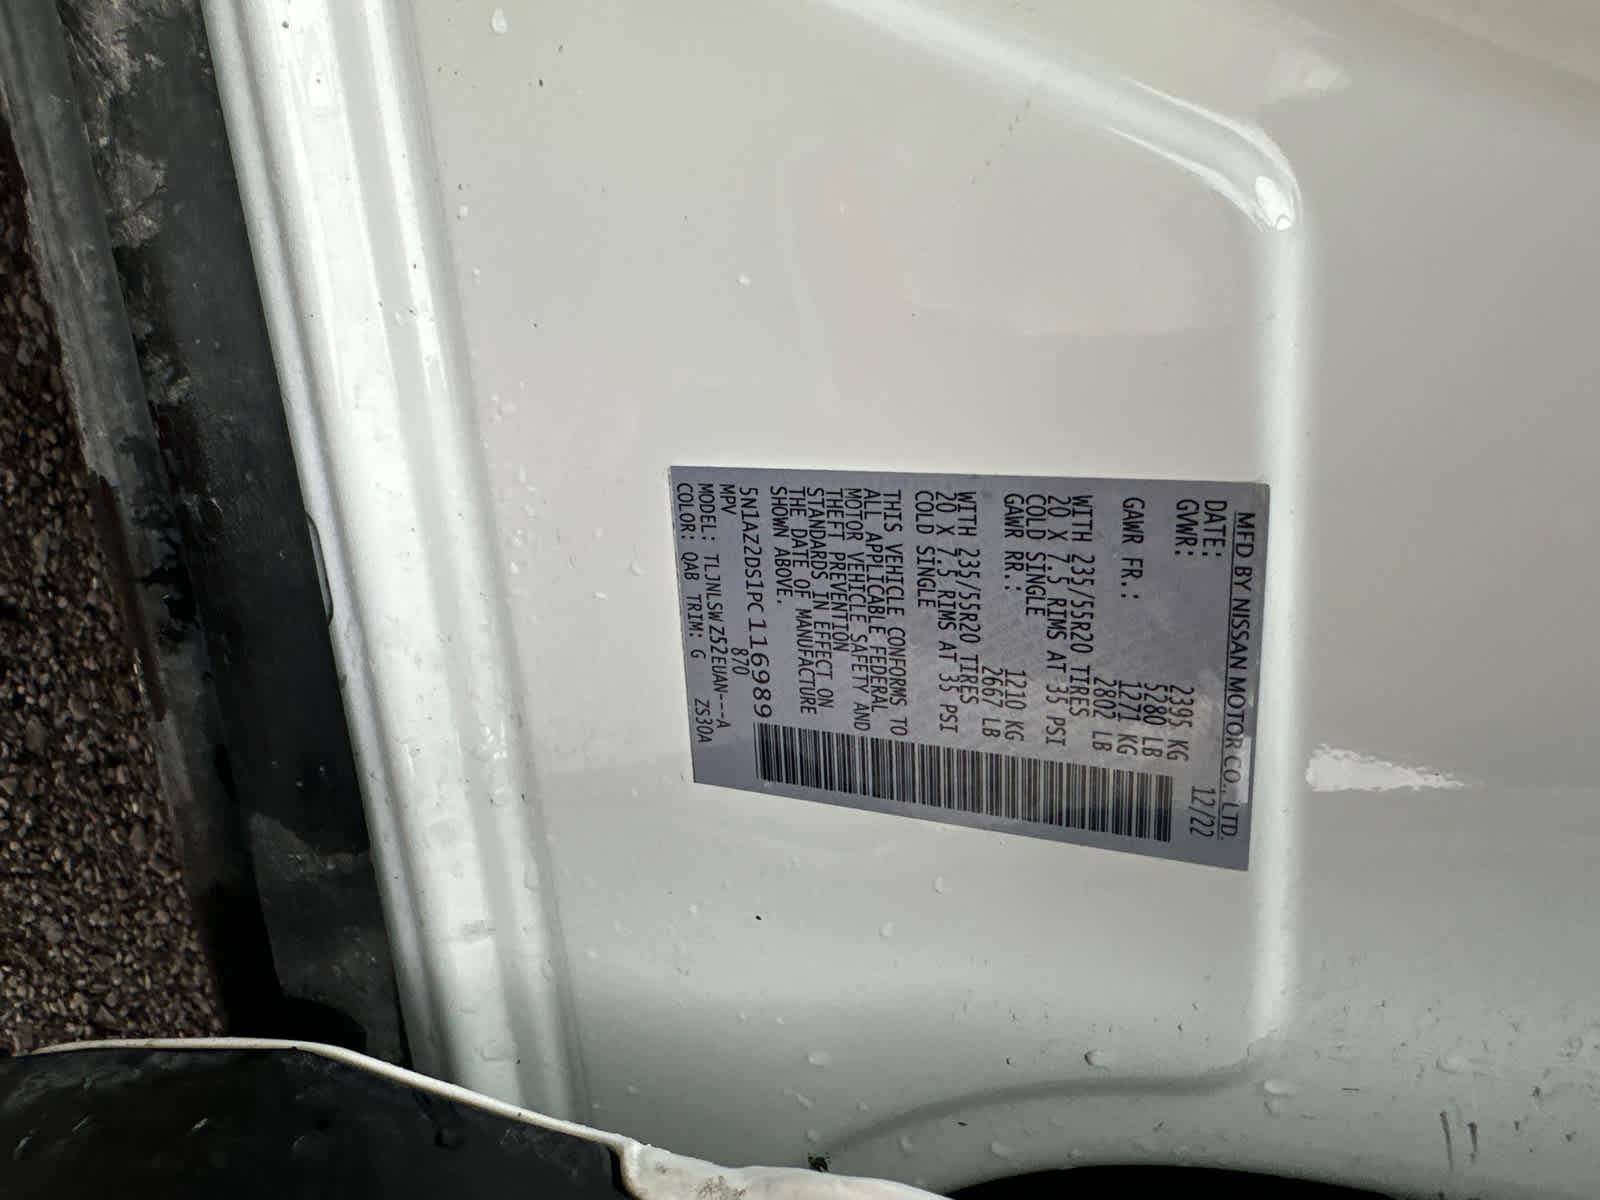 MFD BY NISSAN MOTOR CO., LTD.
DATE: 12/22
GVWR: 2395 KG
5280 LB
GAWR FR.: 1271 KG
2802 LB
WITH 235/55R20 TIRES
20 X 7.5 RIMS AT 35 PSI
COLD SINGLE
GAWR RR.: 1210 KG
2667 LB
WITH 235/55R20 TIRES
20 X 7.5 RIMS AT 35 PSI
COLD SINGLE
THIS VEHICLE CONFORMS TO
ALL APPLICABLE FEDERAL
MOTOR VEHICLE SAFETY AND
THEFT PREVENTION
STANDARDS IN EFFECT ON
THE DATE OF MANUFACTURE
SHOWN ABOVE.
5N1AZ2DS1PC116989
MPV 870
MODEL: TLJNLSWZ52EUAN---A
COLOR: QAB TRIM: G ZS30A